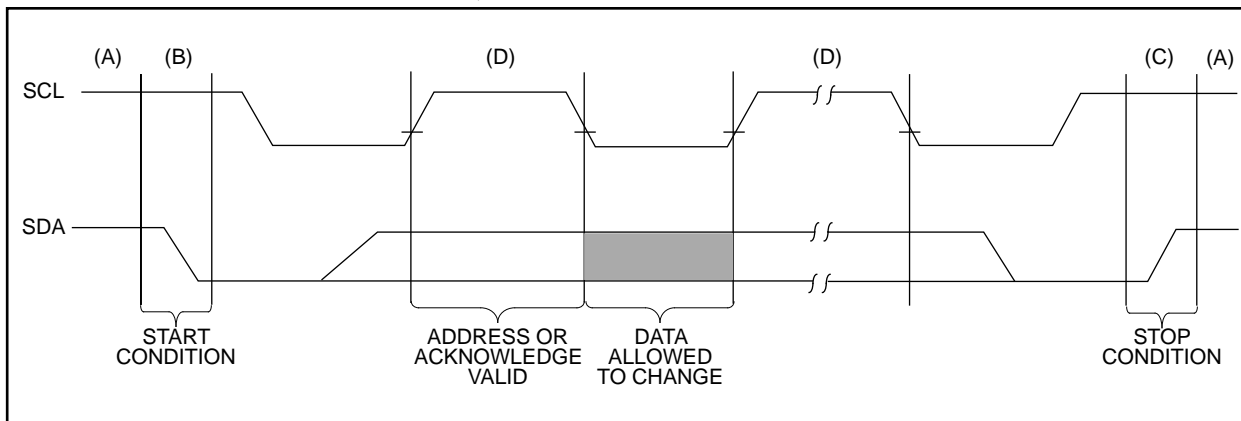 (A) (B) (D) (D) (C) (A)
SCL
SDA
START
CONDITION
ADDRESS OR
ACKNOWLEDGE
VALID
DATA
ALLOWED
TO CHANGE
STOP
CONDITION